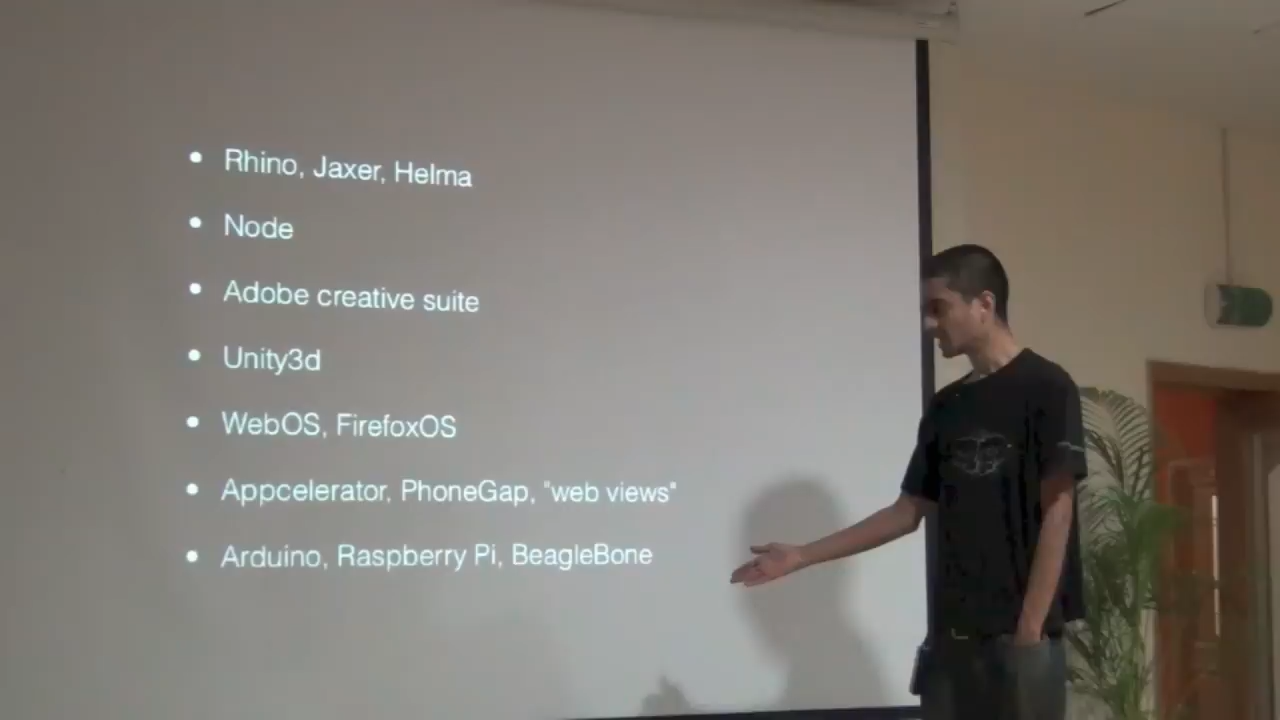 • Rhino, Jaxer, Helma
• Node
• Adobe creative suite
• Unity3d
• WebOS, FirefoxOS
• Appcelerator, PhoneGap, "web views"
• Arduino, Raspberry Pi, BeagleBone